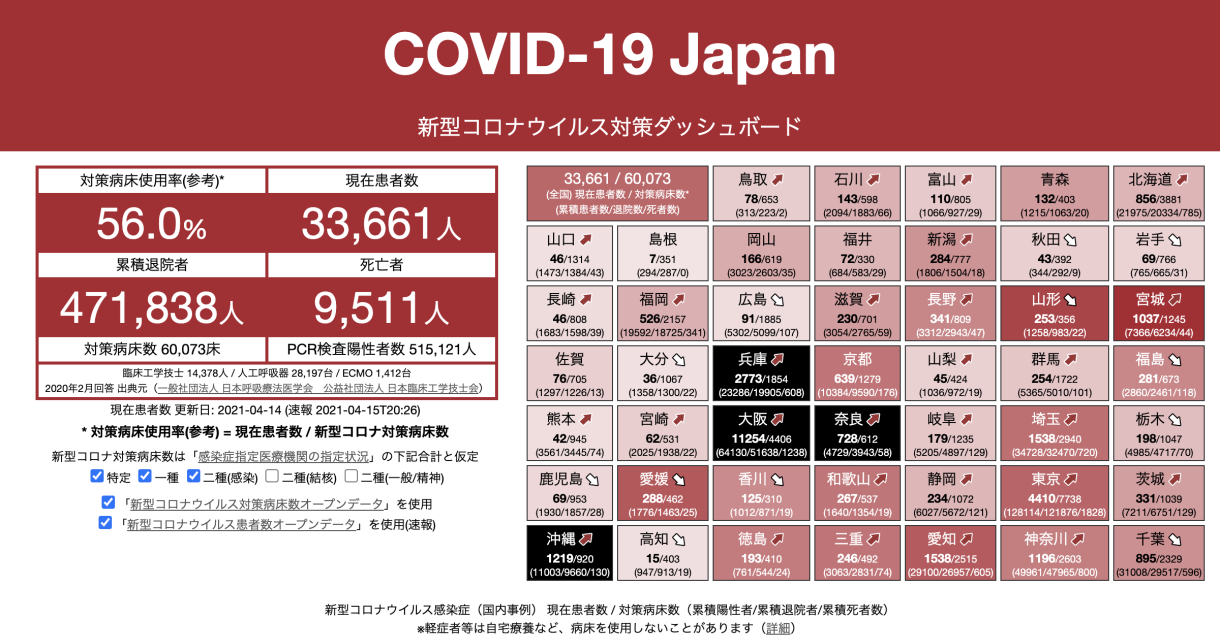 COVID-19 Japan
新型コロナウイルス対策ダッシュボード
対策病床使用率(参考)*
現在患者数
56.0%
33,661人
累積退院者
死亡者
471,838人
9,511人
対策病床数 60,073床
PCR検査陽性者数 515,121人
臨床工学技士 14,378人 / 人工呼吸器 28,197台 / ECMO 1,412台
2020年2月回答 出典元（一般社団法人 日本呼吸療法医学会　公益社団法人 日本臨床工学技士会）
現在患者数 更新日: 2021-04-14 (速報 2021-04-15T20:26)
* 対策病床使用率(参考) = 現在患者数 / 新型コロナ対策病床数
新型コロナ対策病床数は「感染症指定医療機関の指定状況」の下記合計と仮定
特定 一種 二種(感染) 二種(結核) 二種(一般/精神)
「新型コロナウイルス対策病床数オープンデータ」を使用
「新型コロナウイルス患者数オープンデータ」を使用(速報)
33,661 / 60,073
(全国) 現在患者数 / 対策病床数*
(累積患者数/退院数/死者数)
鳥取
78/653
(313/223/2)
石川
143/598
(2094/1883/66)
富山
110/805
(1066/927/29)
青森
132/403
(1215/1063/20)
北海道
856/3881
(21975/20334/785)
山口
46/1314
(1473/1384/43)
島根
7/351
(294/287/0)
岡山
166/619
(3023/2603/35)
福井
72/330
(684/583/29)
新潟
284/777
(1806/1504/18)
秋田
43/392
(344/292/9)
岩手
69/766
(765/665/31)
長崎
46/808
(1683/1598/39)
福岡
526/2157
(19592/18725/341)
広島
91/1885
(5302/5099/107)
滋賀
230/701
(3054/2765/59)
長野
341/809
(3312/2943/47)
山形
253/356
(1258/983/22)
宮城
1037/1245
(7366/6234/44)
佐賀
76/705
(1297/1226/13)
大分
36/1067
(1358/1300/22)
兵庫
2773/1854
(23286/19905/608)
京都
639/1279
(10384/9590/176)
山梨
45/424
(1036/972/19)
群馬
254/1722
(5365/5010/101)
福島
281/673
(2860/2461/118)
熊本
42/945
(3561/3445/74)
宮崎
62/531
(2025/1938/22)
大阪
11254/4406
(64130/51638/1238)
奈良
728/612
(4729/3943/58)
岐阜
179/1235
(5205/4897/129)
埼玉
1538/2940
(34728/32470/720)
栃木
198/1047
(4985/4717/70)
鹿児島
69/953
(1930/1857/28)
愛媛
288/462
(1776/1463/25)
香川
125/310
(1012/871/19)
和歌山
267/537
(1640/1354/19)
静岡
234/1072
(6027/5672/121)
東京
4410/7738
(128114/121876/1828)
茨城
331/1039
(7211/6751/129)
沖縄
1219/920
(11003/9660/130)
高知
15/403
(947/913/19)
徳島
193/410
(761/544/24)
三重
246/492
(3063/2831/74)
愛知
1538/2515
(29100/26957/605)
神奈川
1196/2603
(49961/47965/800)
千葉
895/2329
(31008/29517/596)
新型コロナウイルス感染症（国内事例） 現在患者数 / 対策病床数（累積陽性者/累積退院者/累積死者数）
※軽症者等は自宅療養など、病床を使用しないことがあります（詳細）